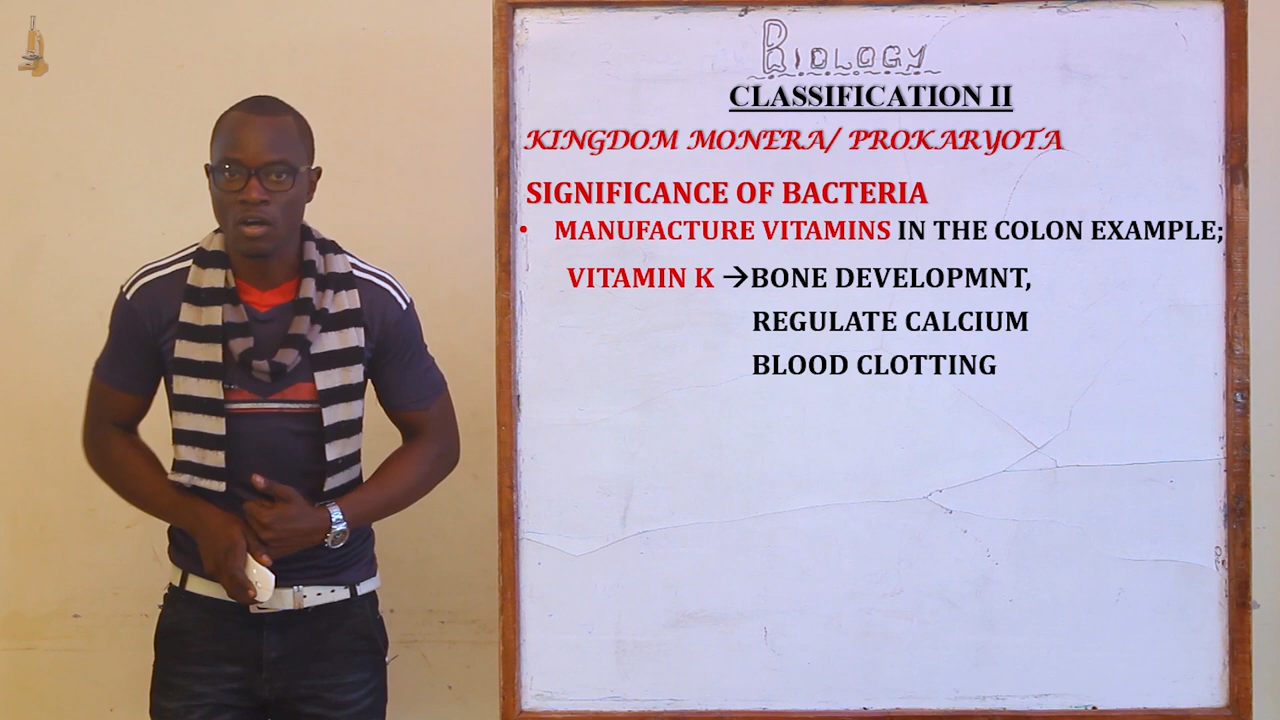 BIOLOGY
CLASSIFICATION II
KINGDOM MONERA/ PROKARYOTA
SIGNIFICANCE OF BACTERIA
• MANUFACTURE VITAMINS IN THE COLON EXAMPLE;
VITAMIN K →BONE DEVELOPMNT,
REGULATE CALCIUM
BLOOD CLOTTING